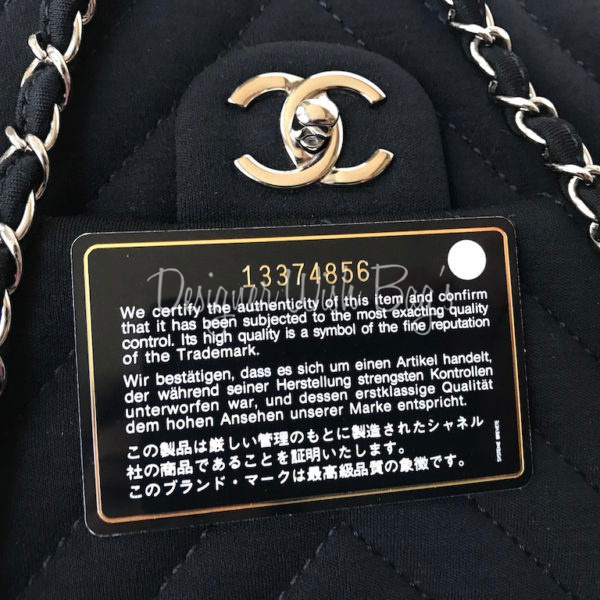 13374856
Designer With Bag's
We certify the authenticity of this item and confirm
that it has been subjected to the most exacting quality
control. Its high quality is a symbol of the fine reputation
of the Trademark.
Wir bestätigen, dass es sich um einen Artikel handelt,
der während seiner Herstellung strengsten Kontrollen
unterworfen war, und dessen erstklassige Qualität
dem hohen Ansehen unserer Marke entspricht.
この製品は厳しい管理のもとに製造されたシャネル
社の商品であることを証明いたします。
このブランド・マークは最高級品質の象徴です。